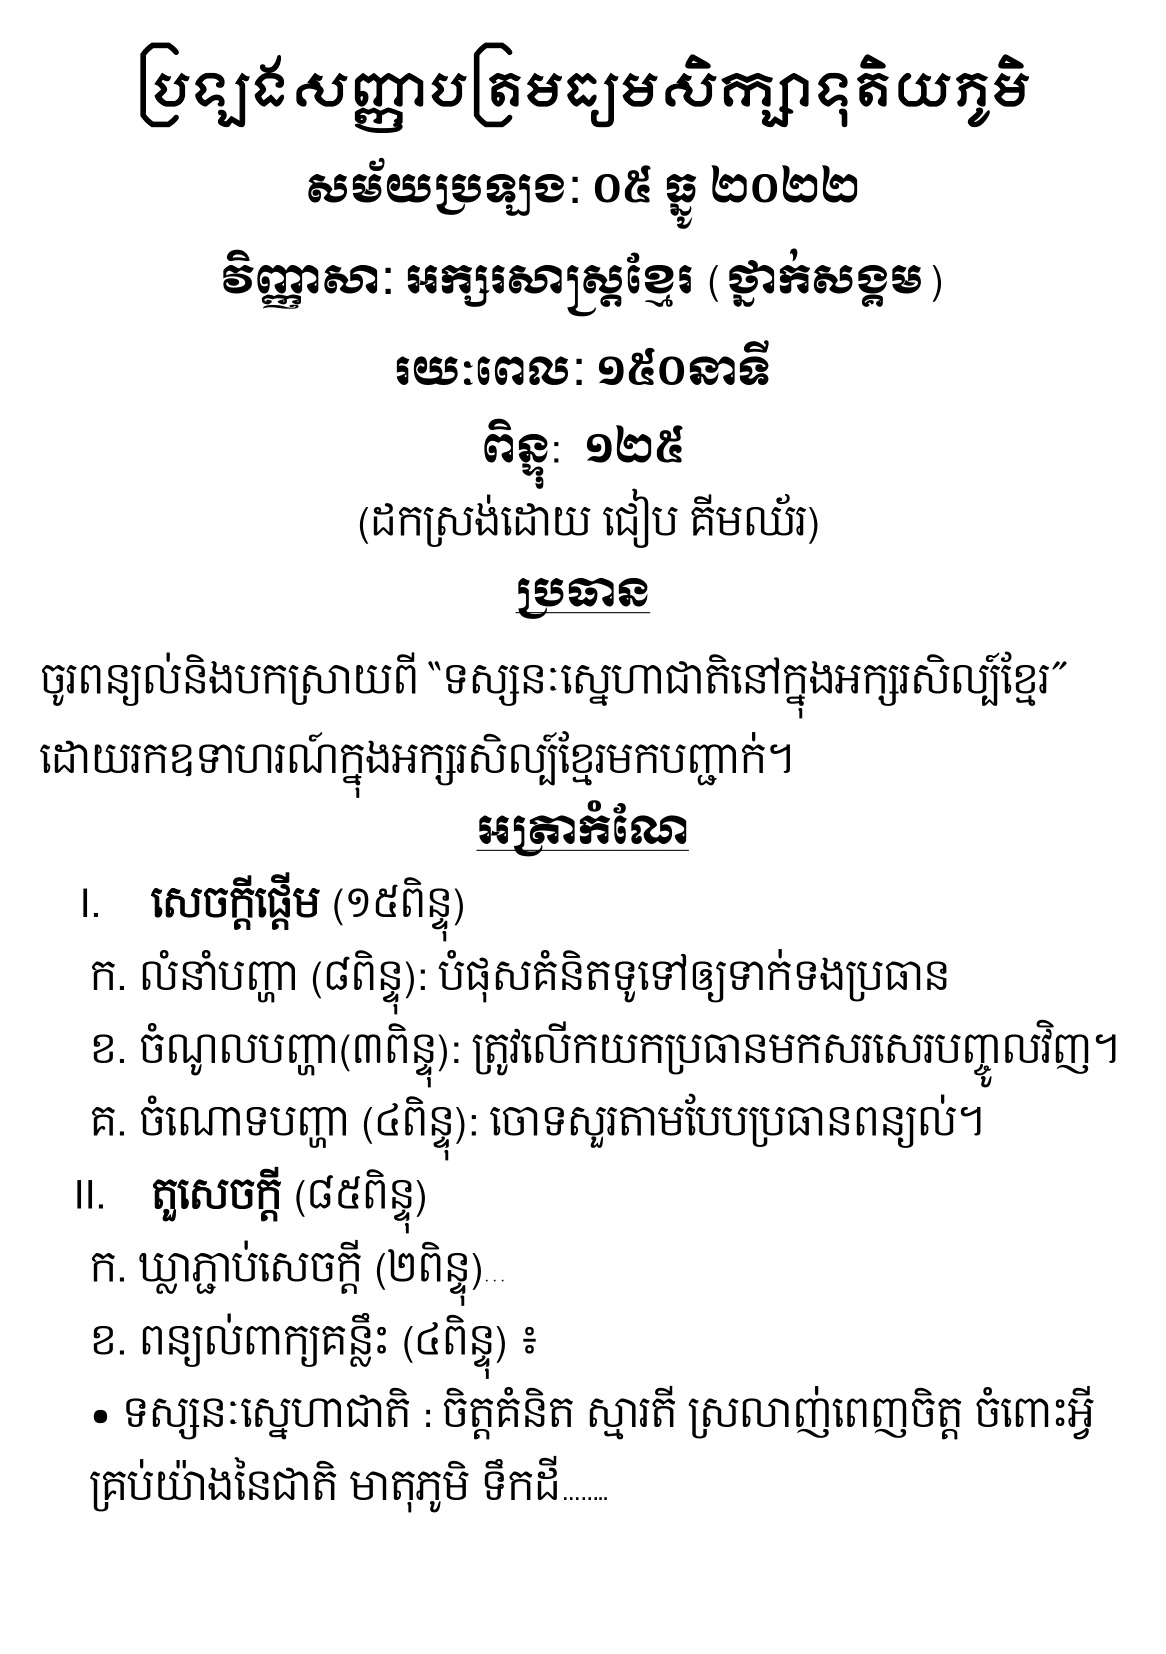 ប្រឡងសញ្ញាបត្រមធ្យមសិក្សាទុតិយភូមិ
សម័យប្រឡង: ០៥ ធ្នូ ២០២២
វិញ្ញាសា: អក្សរសាស្ត្រខ្មែរ (ថ្នាក់សង្គម)
រយៈពេល: ១៥០នាទី
ពិន្ទុ: ១២៥
(ដកស្រង់ដោយ ជៀប គីមឈ័រ)
ប្រធាន
ចូរពន្យល់និងបកស្រាយពី “ទស្សនៈស្នេហាជាតិនៅក្នុងអក្សរសិល្ប៍ខ្មែរ”
ដោយរកឧទាហរណ៍ក្នុងអក្សរសិល្ប៍ខ្មែរមកបញ្ជាក់។
អត្រាកំណែ
I. សេចក្តីផ្តើម (១៥ពិន្ទុ)
ក. លំនាំបញ្ហា (៨ពិន្ទុ): បំផុសគំនិតទូទៅឲ្យទាក់ទងប្រធាន
ខ. ចំណូលបញ្ហា(៣ពិន្ទុ): ត្រូវលើកយកប្រធានមកសរសេរបញ្ចូលវិញ។
គ. ចំណោទបញ្ហា (៤ពិន្ទុ): ចោទសួរតាមបែបប្រធានពន្យល់។
II. តួសេចក្តី (៨៥ពិន្ទុ)
ក. ឃ្លាភ្ជាប់សេចក្តី (២ពិន្ទុ)...
ខ. ពន្យល់ពាក្យគន្លឹះ (៤ពិន្ទុ) ៖
• ទស្សនៈស្នេហាជាតិ : ចិត្តគំនិត ស្មារតី ស្រលាញ់ពេញចិត្ត ចំពោះអ្វី
គ្រប់យ៉ាងនៃជាតិ មាតុភូមិ ទឹកដី........